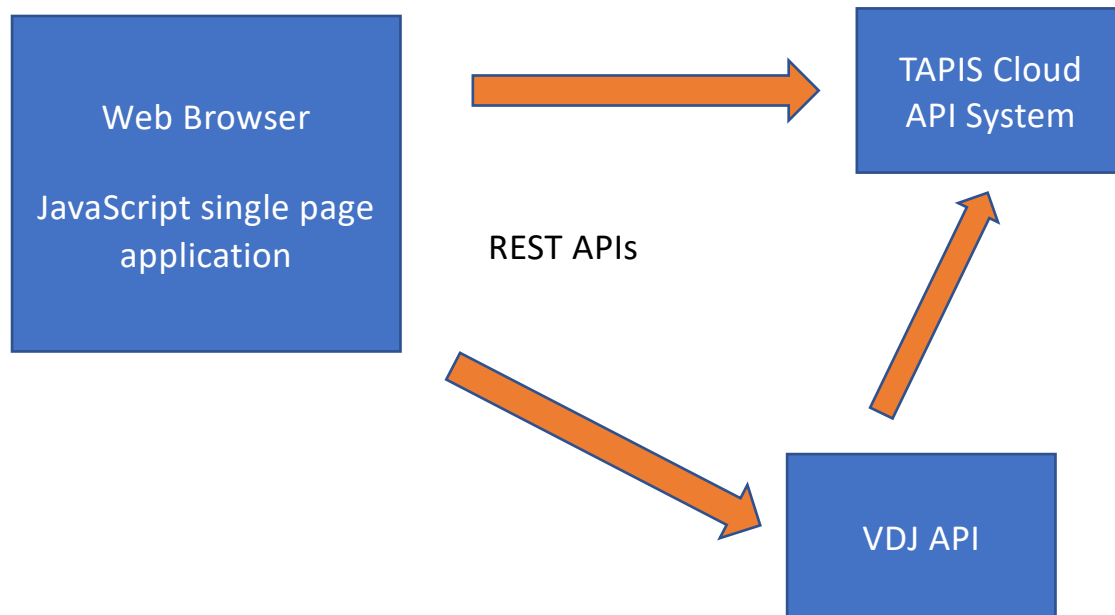 Web Browser
JavaScript single page
application
REST APIs
TAPIS Cloud
API System
VDJ API